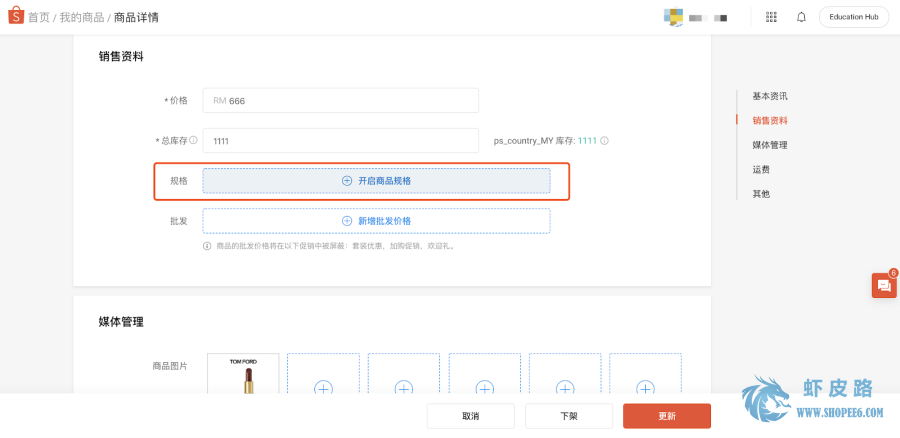 首页 / 我的商品 / 商品详情
Education Hub
销售资料
* 价格
RM 666
* 总库存
1111
ps_country_MY 库存: 1111
规格
开启商品规格
批发
新增批发价格
商品的批发价格将在以下促销中被屏蔽：套装优惠，加购促销，欢迎礼。
基本资讯
销售资料
媒体管理
运费
其他
6
媒体管理
商品图片
TOM FORD
取消
下架
更新
虾皮路
WWW.SHOPEE6.COM